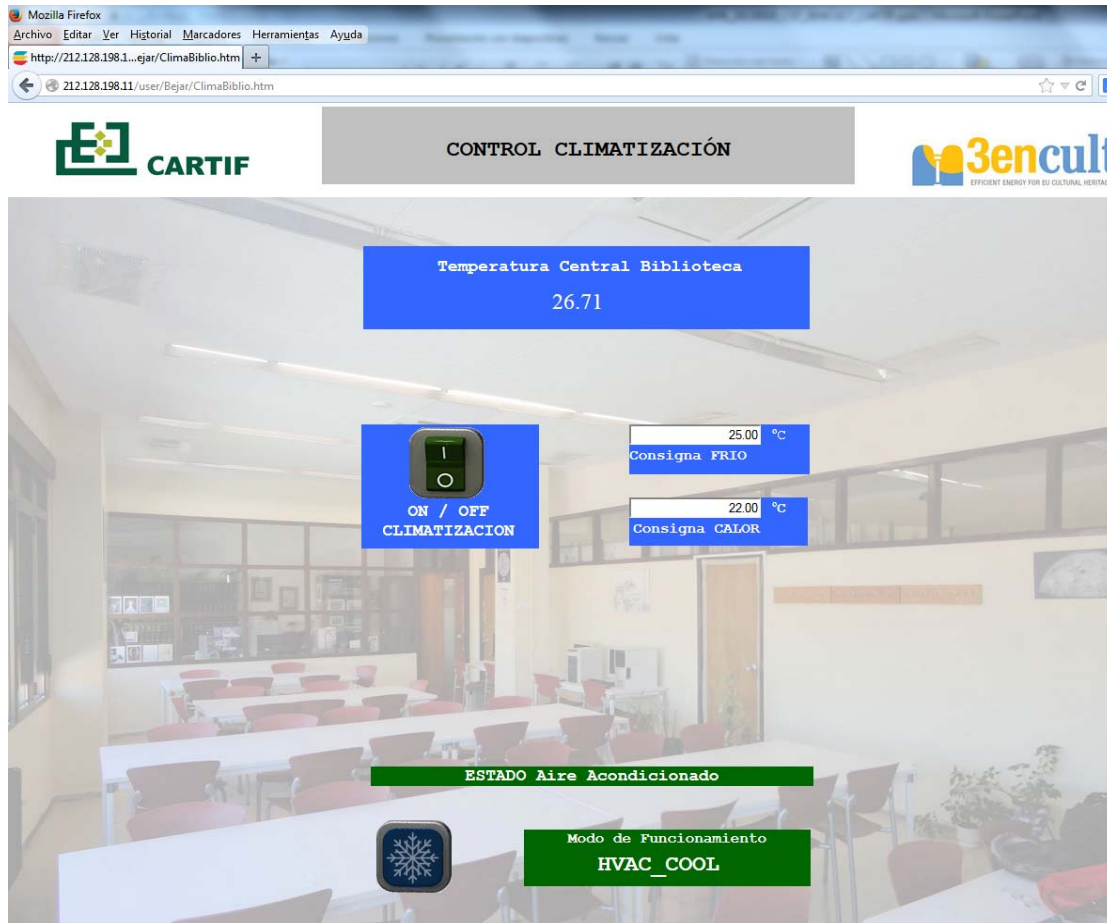 Mozilla Firefox
Archivo Editar Ver Historial Marcadores Herramientas Ayuda
http://212.128.198.1...ejar/ClimaBiblio.htm +
212.128.198.11/user/Bejar/ClimaBiblio.htm
CARTIF
CONTROL CLIMATIZACIÓN
3encult
EFFICIENT ENERGY FOR EU CULTURAL HERITAG
Temperatura Central Biblioteca
26.71
25.00 ºC
Consigna FRIO
ON / OFF
CLIMATIZACION
22.00 ºC
Consigna CALOR
ESTADO Aire Acondicionado
Modo de Funcionamiento
HVAC_COOL